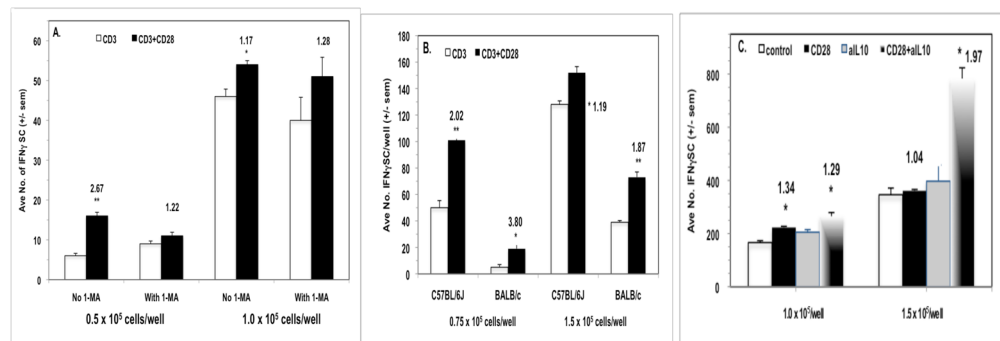 A.
CD3 CD3+CD28
Ave No. of IFNγ SC (+/- sem)
60
50
40
30
20
10
0
2.67
**
1.22
1.17
*
1.28
No 1-MA With 1-MA No 1-MA With 1-MA
0.5 x 10⁵ cells/well 1.0 x 10⁵ cells/well
B.
CD3 CD3+CD28
Ave No. IFNγSC/well (+/- sem)
180
160
140
120
100
80
60
40
20
0
2.02
**
3.80
*
* 1.19
1.87
**
C57BL/6J BALB/c C57BL/6J BALB/c
0.75 x 10⁵ cells/well 1.5 x 10⁵ cells/well
C.
control CD28 aIL10 CD28+aIL10
Ave No. IFNγSC (+/- sem)
800
600
400
200
0
1.34
*
1.29
*
1.04
* 1.97
1.0 x 10⁵/well 1.5 x 10⁵/well